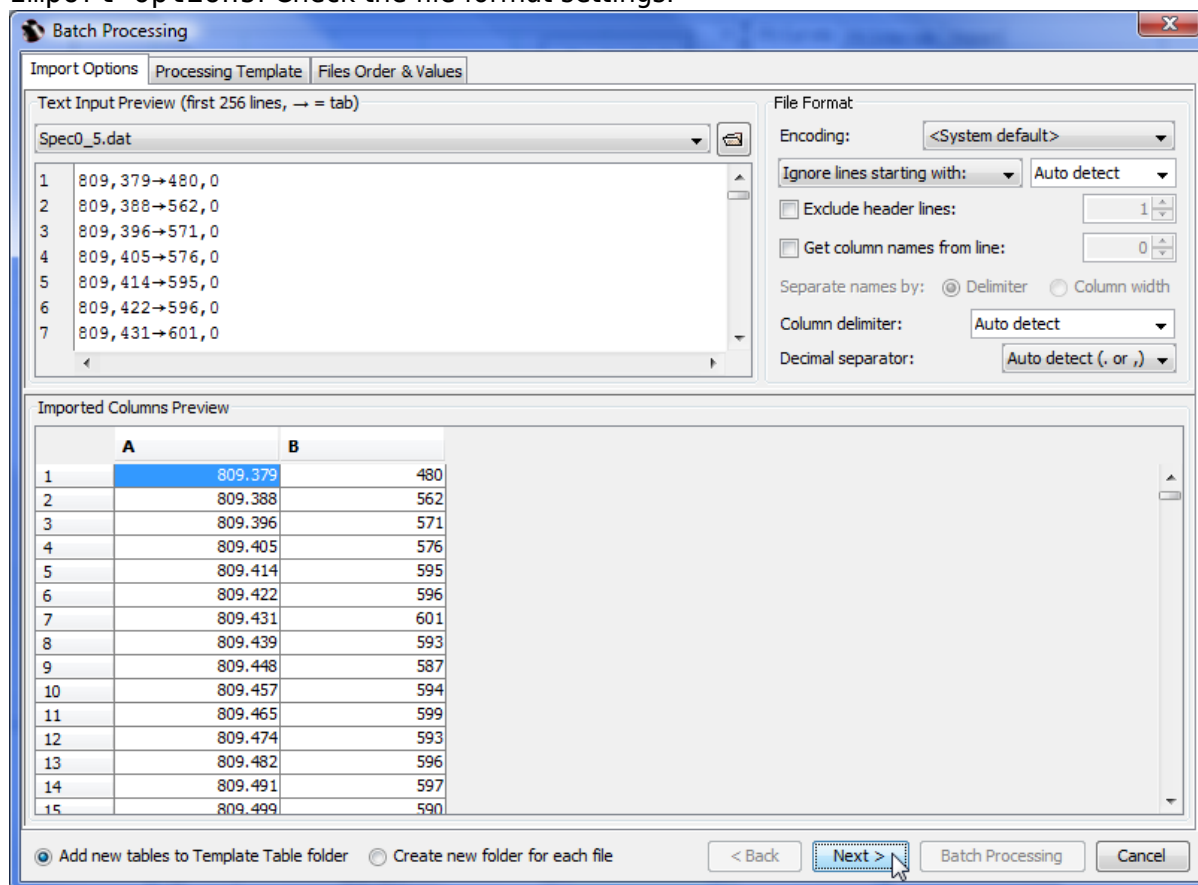 Import Options. Check the file format settings.
Batch Processing
Import Options Processing Template Files Order & Values
Text Input Preview (first 256 lines, → = tab)
Spec0_5.dat
1 809,379→480,0
2 809,388→562,0
3 809,396→571,0
4 809,405→576,0
5 809,414→595,0
6 809,422→596,0
7 809,431→601,0
File Format
Encoding: <System default>
Ignore lines starting with: Auto detect
Exclude header lines: 1
Get column names from line: 0
Separate names by: Delimiter Column width
Column delimiter: Auto detect
Decimal separator: Auto detect (. or ,)
Imported Columns Preview
A B
1 809.379 480
2 809.388 562
3 809.396 571
4 809.405 576
5 809.414 595
6 809.422 596
7 809.431 601
8 809.439 593
9 809.448 587
10 809.457 594
11 809.465 599
12 809.474 593
13 809.482 596
14 809.491 597
15 809.499 590
Add new tables to Template Table folder Create new folder for each file
< Back Next > Batch Processing Cancel